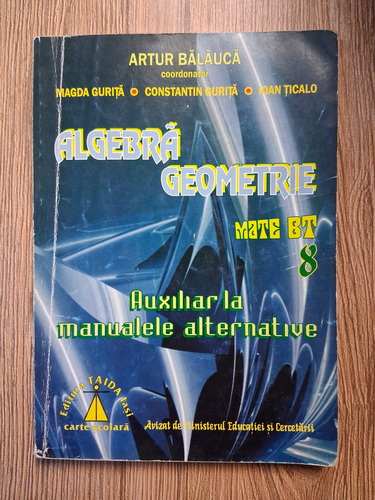 ARTUR BĂLĂUCĂ
coordonator
MAGDA GURIȚĂ • CONSTANTIN GURIȚĂ • IOAN ȚICALO
ALGEBRĂ
GEOMETRIE
MATE BT
8
Auxiliar la
manualele alternative
Editura TAIDA Iași
carte școlară
Avizat de Ministerul Educației și Cercetării